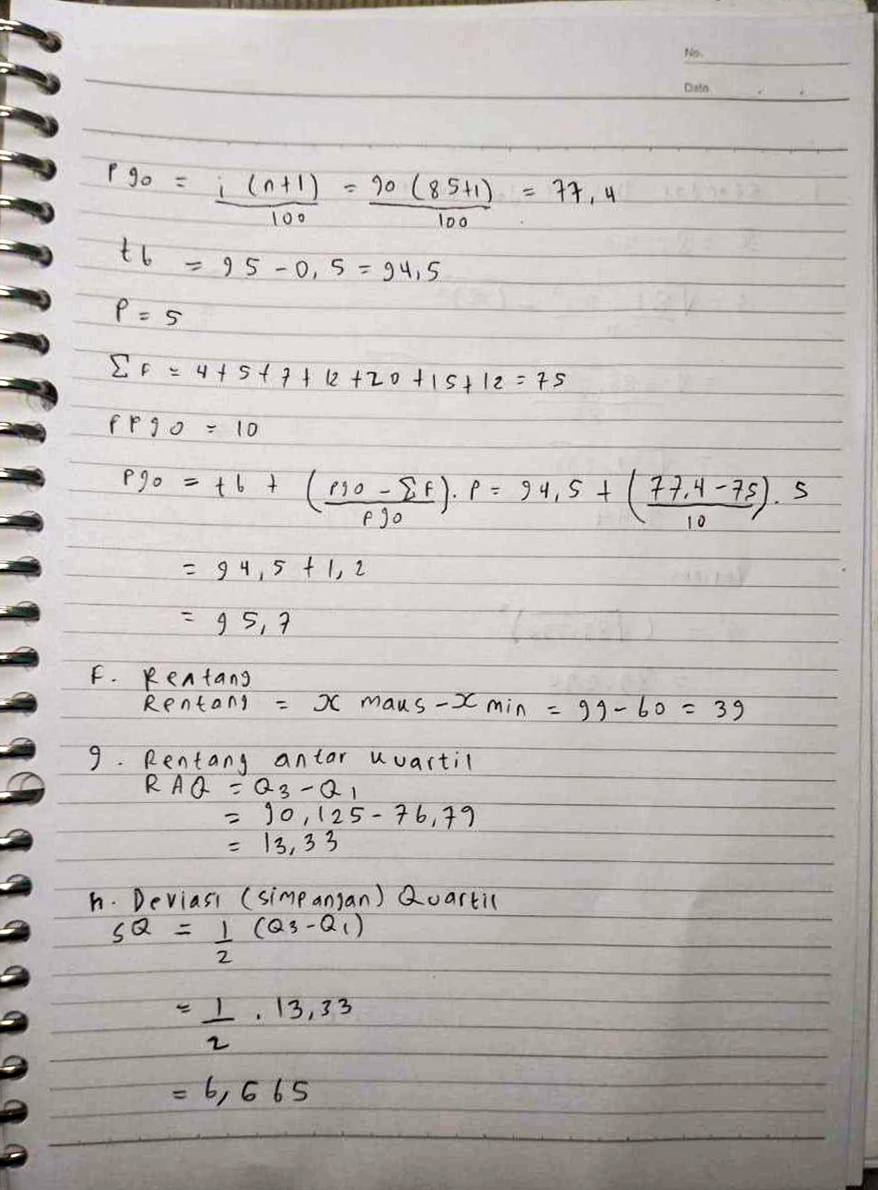 No.
Date
P90 = i (n+1)/100 = 90 (85+1)/100 = 77,4
tb = 95 - 0,5 = 94,5
P = 5
Σ F = 4+5+7+12+20+15+12 = 75
FP90 = 10
P90 = tb + (P90 - ΣF / P90) . P = 94,5 + (77,4 - 75 / 10) . 5
= 94,5 + 1,2
= 95,7
F. Rentang
Rentang = x maks - x min = 99 - 60 = 39
g. Rentang antar kuartil
RAQ = Q3 - Q1
= 90,125 - 76,79
= 13,33
h. Deviasi (simpangan) Quartil
SQ = 1/2 (Q3 - Q1)
= 1/2 . 13,33
= 6,665